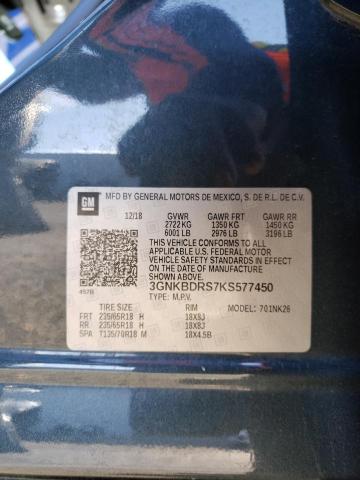 GM
MFD BY GENERAL MOTORS DE MEXICO, S. DE R.L. DE C.V.
12/18 GVWR GAWR FRT GAWR RR
2722 KG 1350 KG 1450 KG
6001 LB 2976 LB 3196 LB
THIS VEHICLE CONFORMS TO ALL
APPLICABLE U.S. FEDERAL MOTOR
VEHICLE SAFETY STANDARDS IN EFFECT
ON THE DATE OF MANUFACTURE
SHOWN ABOVE.
3GNKBDRS7KS577450
TYPE: M.P.V.
TIRE SIZE RIM MODEL: 701NK26
FRT 235/65R18 H 18X8J
RR 235/65R18 H 18X8J
SPA T135/70R18 M 18X4.5B